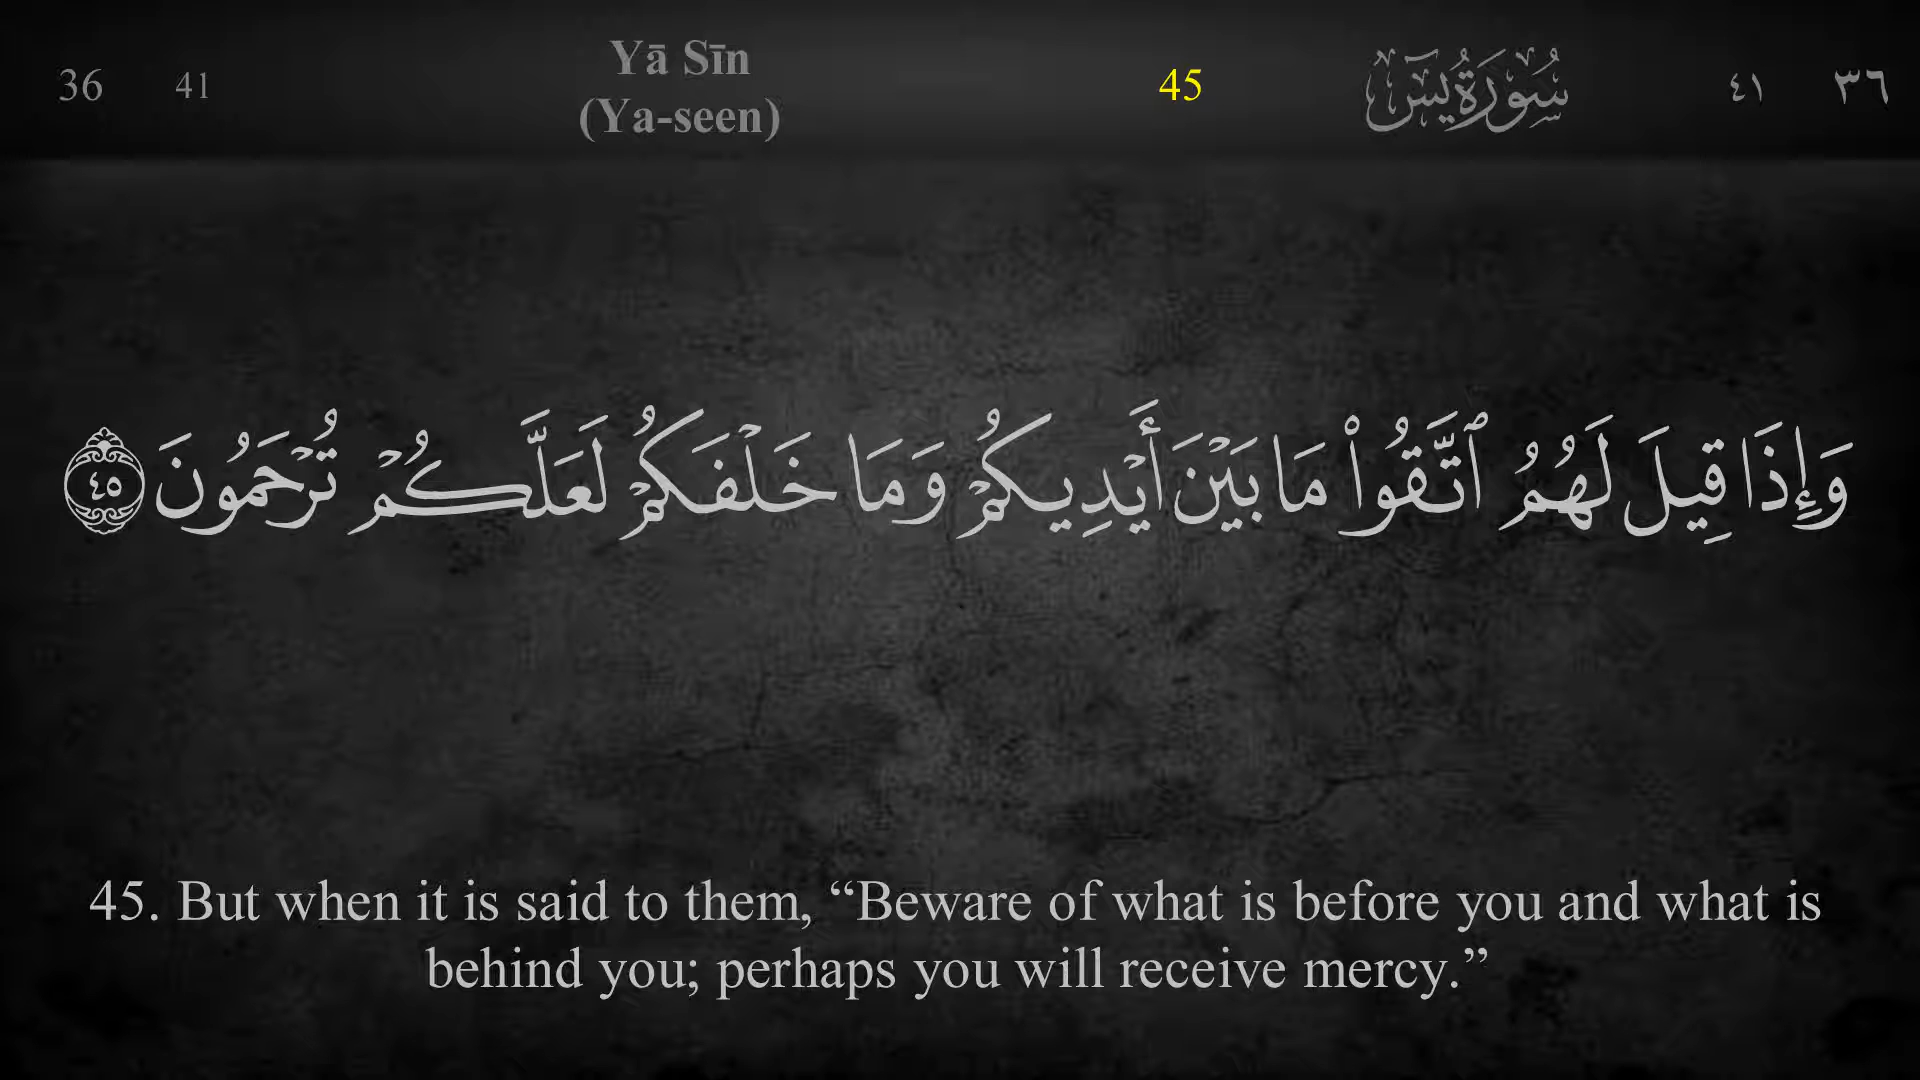 36 41 Yā Sīn 45 سُورَةُ يسٓ ٤١ ٣٦
(Ya-seen)
وَإِذَا قِيلَ لَهُمُ ٱتَّقُوا۟ مَا بَيْنَ أَيْدِيكُمْ وَمَا خَلْفَكُمْ لَعَلَّكُمْ تُرْحَمُونَ ٤٥
45. But when it is said to them, “Beware of what is before you and what is
behind you; perhaps you will receive mercy.”